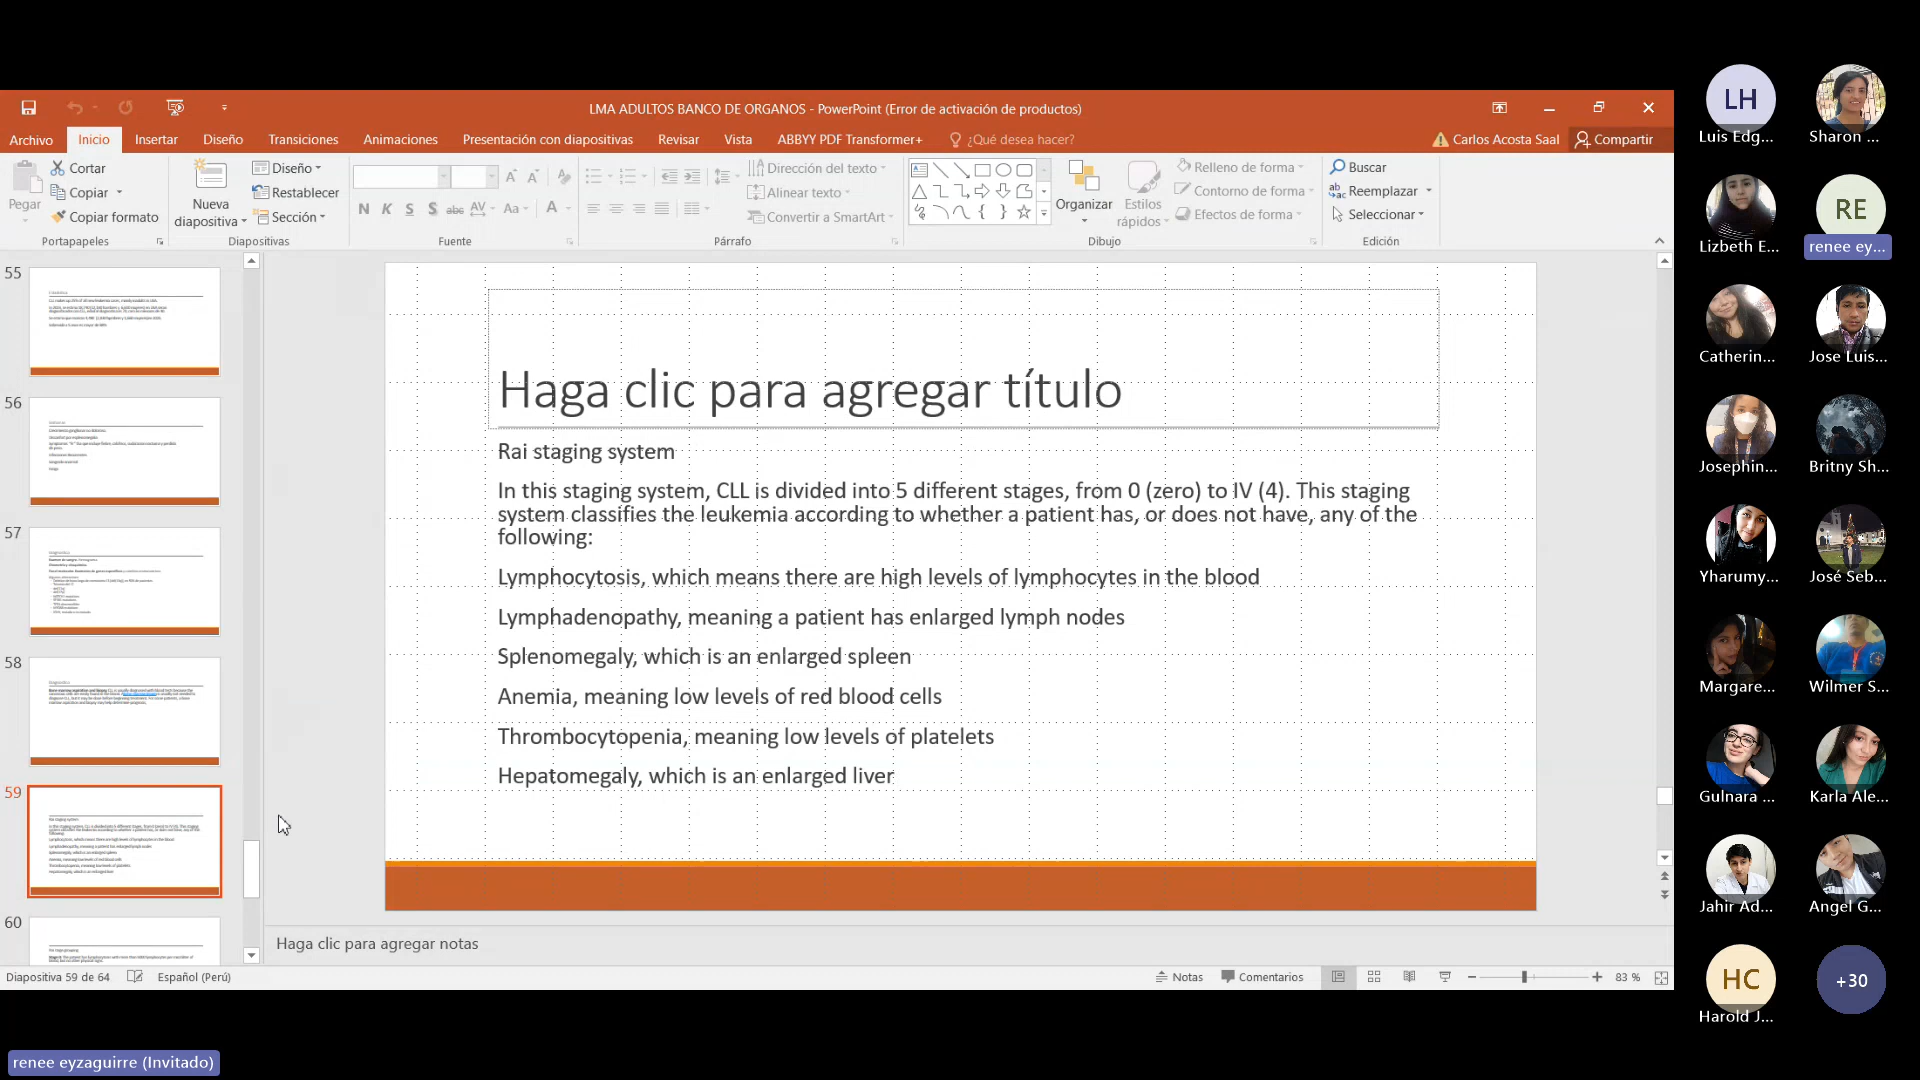 LMA ADULTOS BANCO DE ORGANOS - PowerPoint (Error de activación de productos)
Archivo Inicio Insertar Diseño Transiciones Animaciones Presentación con diapositivas Revisar Vista ABBYY PDF Transformer+ ¿Qué desea hacer? Carlos Acosta Saal Compartir
Pegar
Cortar
Copiar
Copiar formato
Portapapeles
Nueva diapositiva
Diseño
Restablecer
Sección
Diapositivas
N K S S abc AV Aa A
Fuente
Dirección del texto
Alinear texto
Convertir a SmartArt
Párrafo
Organizar
Estilos rápidos
Relleno de forma
Contorno de forma
Efectos de forma
Dibujo
Buscar
Reemplazar
Seleccionar
Edición
55
56
57
58
59
60
Haga clic para agregar título
Rai staging system
In this staging system, CLL is divided into 5 different stages, from 0 (zero) to IV (4). This staging
system classifies the leukemia according to whether a patient has, or does not have, any of the
following:
Lymphocytosis, which means there are high levels of lymphocytes in the blood
Lymphadenopathy, meaning a patient has enlarged lymph nodes
Splenomegaly, which is an enlarged spleen
Anemia, meaning low levels of red blood cells
Thrombocytopenia, meaning low levels of platelets
Hepatomegaly, which is an enlarged liver
Haga clic para agregar notas
Diapositiva 59 de 64 Español (Perú) Notas Comentarios 83 %
LH
Luis Edg...
Sharon ...
Lizbeth E...
RE
renee ey...
Catherin...
Jose Luis...
Josephin...
Britny Sh...
Yharumy...
José Seb...
Margare...
Wilmer S...
Gulnara ...
Karla Ale...
Jahir Ad...
Angel G...
HC
Harold J...
+30
renee eyzaguirre (Invitado)